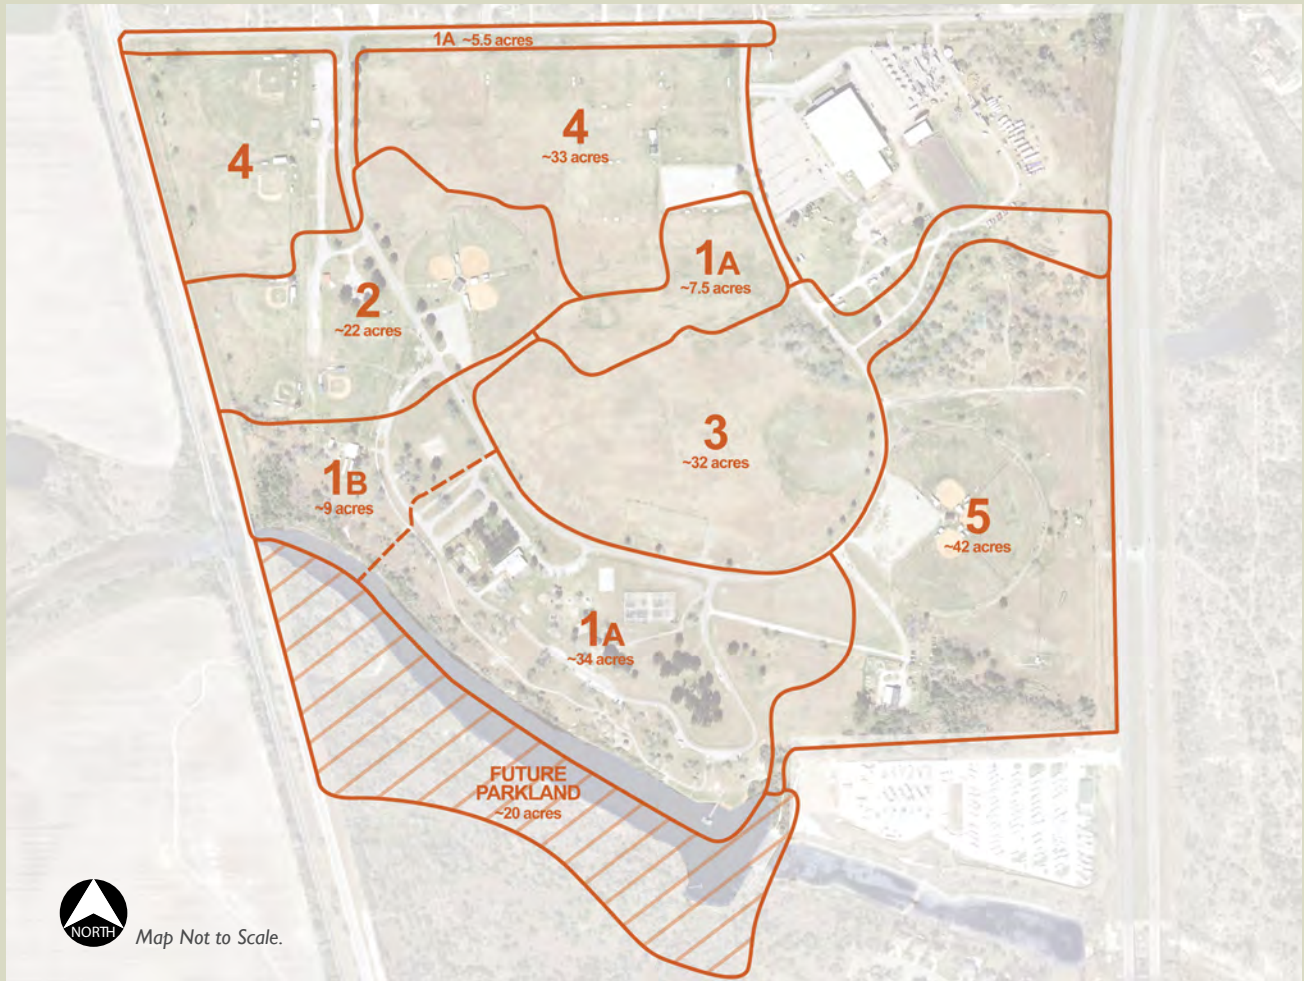 1A ~5.5 acres
4
4
~33 acres
1A
~7.5 acres
2
~22 acres
3
~32 acres
1B
~9 acres
5
~42 acres
1A
~34 acres
FUTURE
PARKLAND
~20 acres
NORTH
Map Not to Scale.